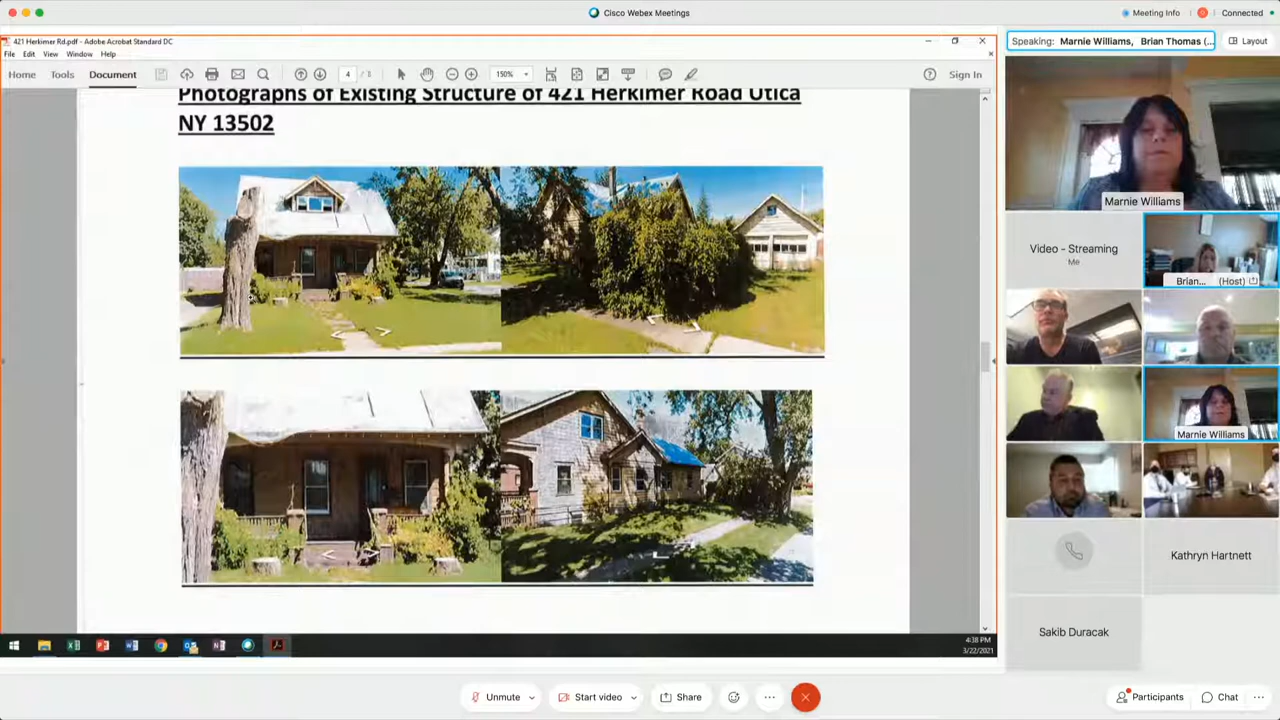 Cisco Webex Meetings
Meeting Info
Connected
421 Herkimer Rd.pdf - Adobe Acrobat Standard DC
File Edit View Window Help
Home Tools Document
4 / 8
150%
Sign In
Photographs of Existing Structure of 421 Herkimer Road Utica
NY 13502
Speaking: Marnie Williams, Brian Thomas (...
Layout
Marnie Williams
Video - Streaming
Me
Brian... (Host)
Marnie Williams
Kathryn Hartnett
Sakib Duracak
4:38 PM
3/22/2021
Unmute
Start video
Share
Participants
Chat